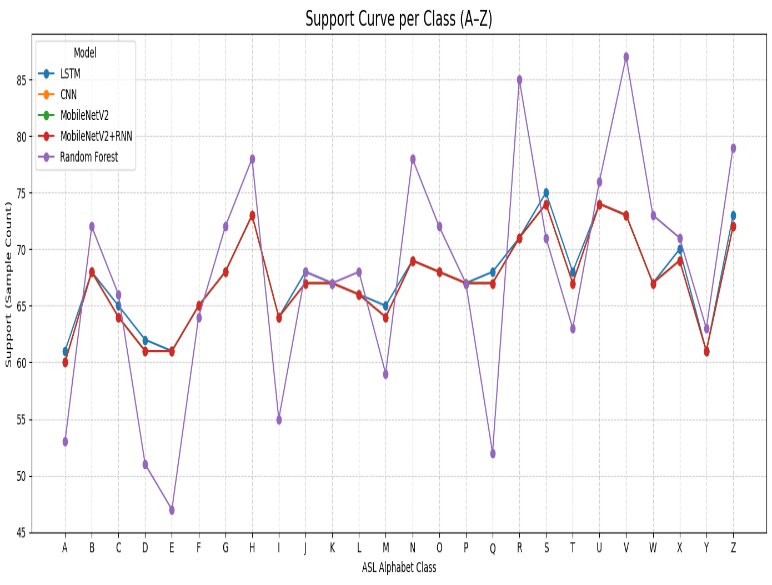 Support Curve per Class (A–Z)
Model
LSTM
CNN
MobileNetV2
MobileNetV2+RNN
Random Forest
Support (Sample Count)
85
80
75
70
65
60
55
50
45
A B C D E F G H I J K L M N O P Q R S T U V W X Y Z
ASL Alphabet Class